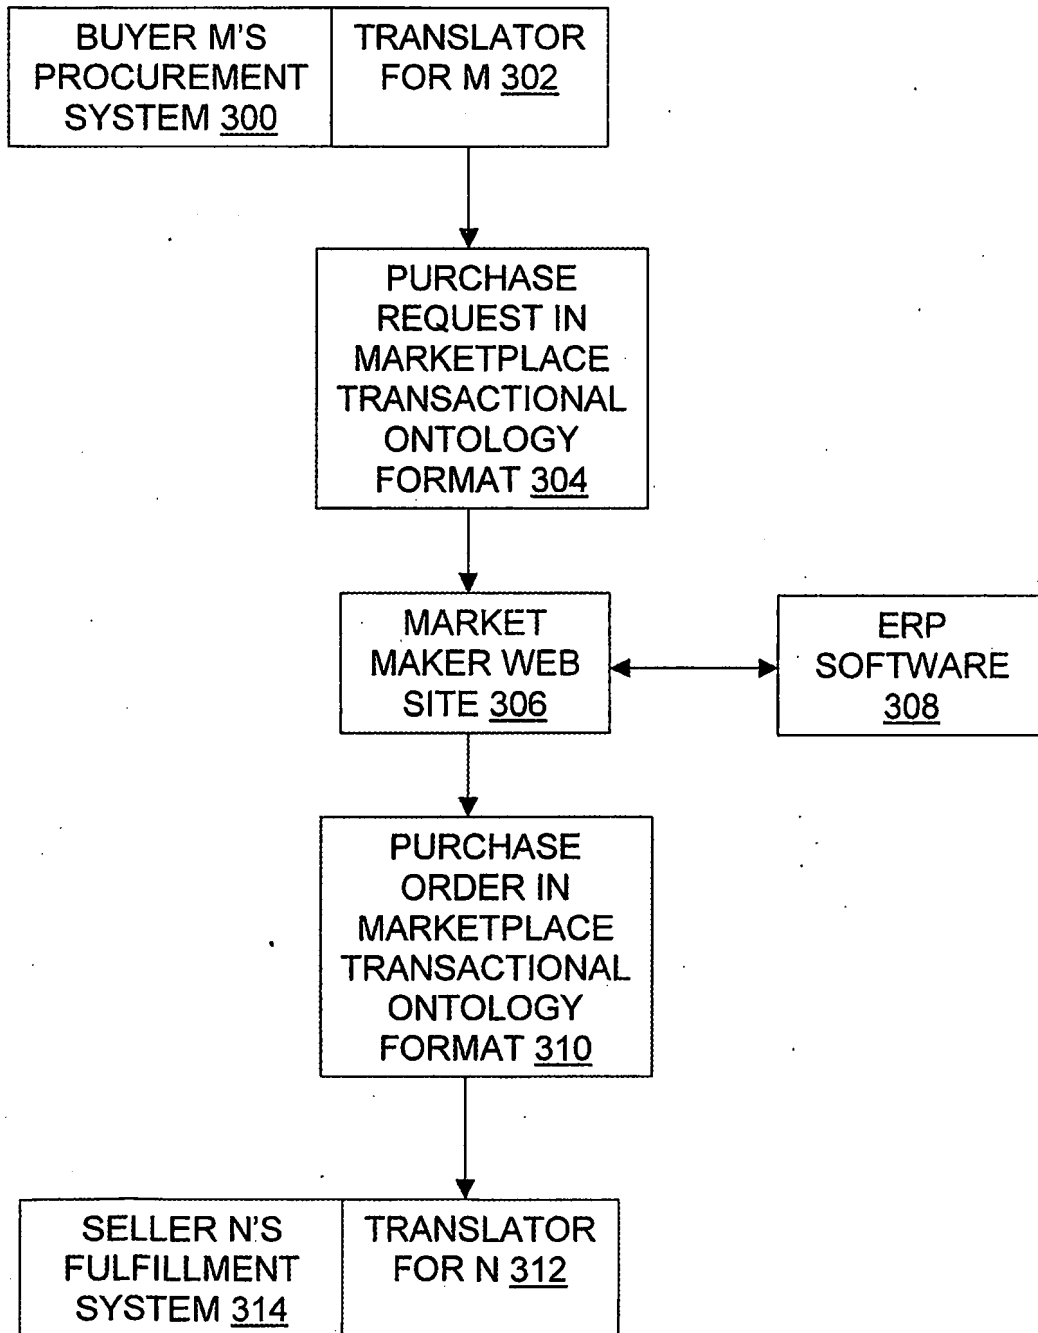 BUYER M'S
PROCUREMENT
SYSTEM 300
TRANSLATOR
FOR M 302
PURCHASE
REQUEST IN
MARKETPLACE
TRANSACTIONAL
ONTOLOGY
FORMAT 304
MARKET
MAKER WEB
SITE 306
ERP
SOFTWARE
308
PURCHASE
ORDER IN
MARKETPLACE
TRANSACTIONAL
ONTOLOGY
FORMAT 310
SELLER N'S
FULFILLMENT
SYSTEM 314
TRANSLATOR
FOR N 312